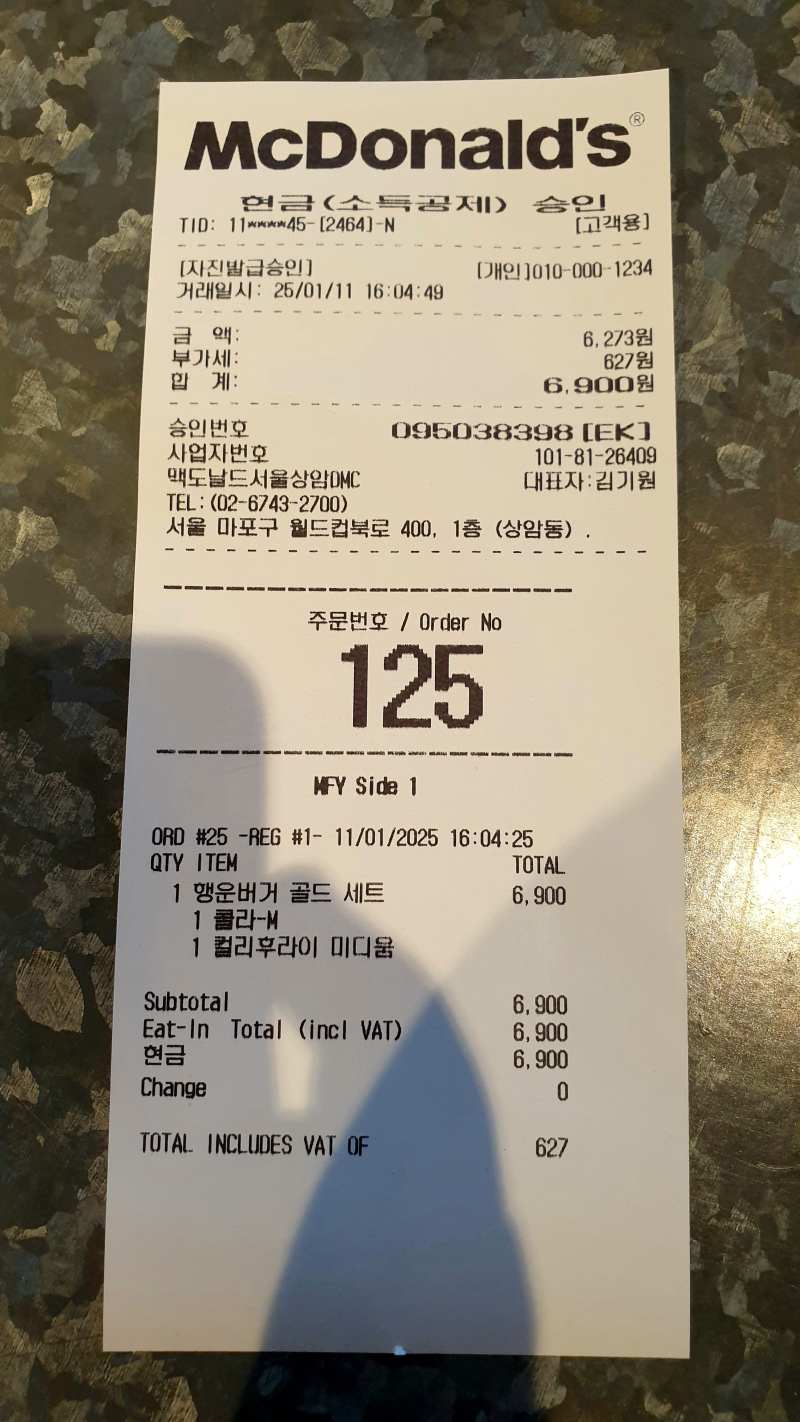 McDonald's®
현금(소득공제) 승인
TID: 11****45-[2464]-N [고객용]
[자진발급승인] [개인]010-000-1234
거래일시: 25/01/11 16:04:49
금 액: 6,273원
부가세: 627원
합 계: 6,900원
승인번호 095038398 [EK]
사업자번호 101-81-26409
맥도날드서울상암DMC 대표자:김기원
TEL:(02-6743-2700)
서울 마포구 월드컵북로 400, 1층 (상암동) .
주문번호 / Order No
125
MFY Side 1
ORD #25 -REG #1- 11/01/2025 16:04:25
QTY ITEM TOTAL
1 행운버거 골드 세트 6,900
1 콜라-M
1 컬리후라이 미디움
Subtotal 6,900
Eat-In Total (incl VAT) 6,900
현금 6,900
Change 0
TOTAL INCLUDES VAT OF 627